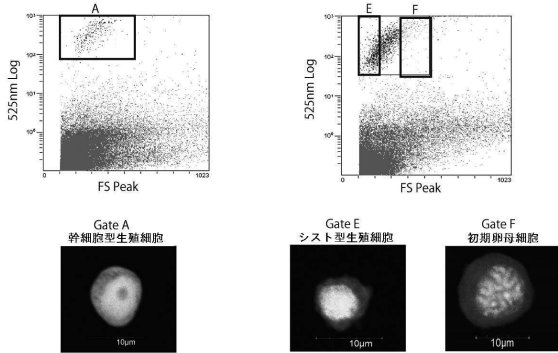 A
E F
525nm Log
10³
10²
10¹
10⁰
0 1023
FS Peak
525nm Log
10³
10²
10¹
10⁰
0 1023
FS Peak
Gate A
幹細胞型生殖細胞
10μm
Gate E
シスト型生殖細胞
10μm
Gate F
初期卵母細胞
10μm